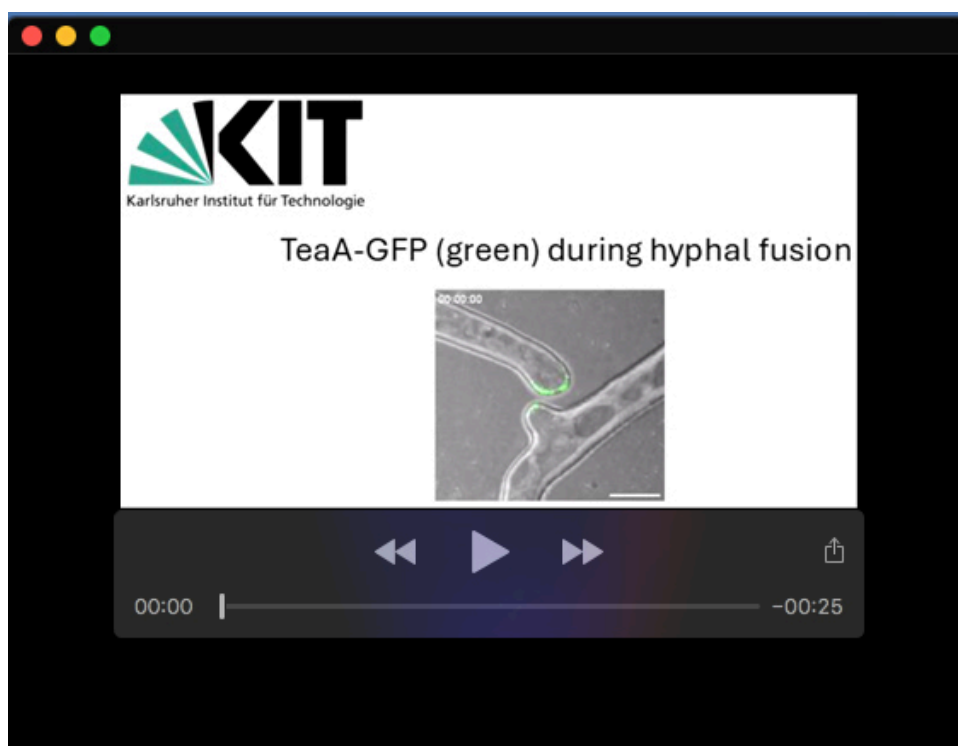 KIT
Karlsruher Institut für Technologie
TeaA-GFP (green) during hyphal fusion
00:00:00
00:00
-00:25